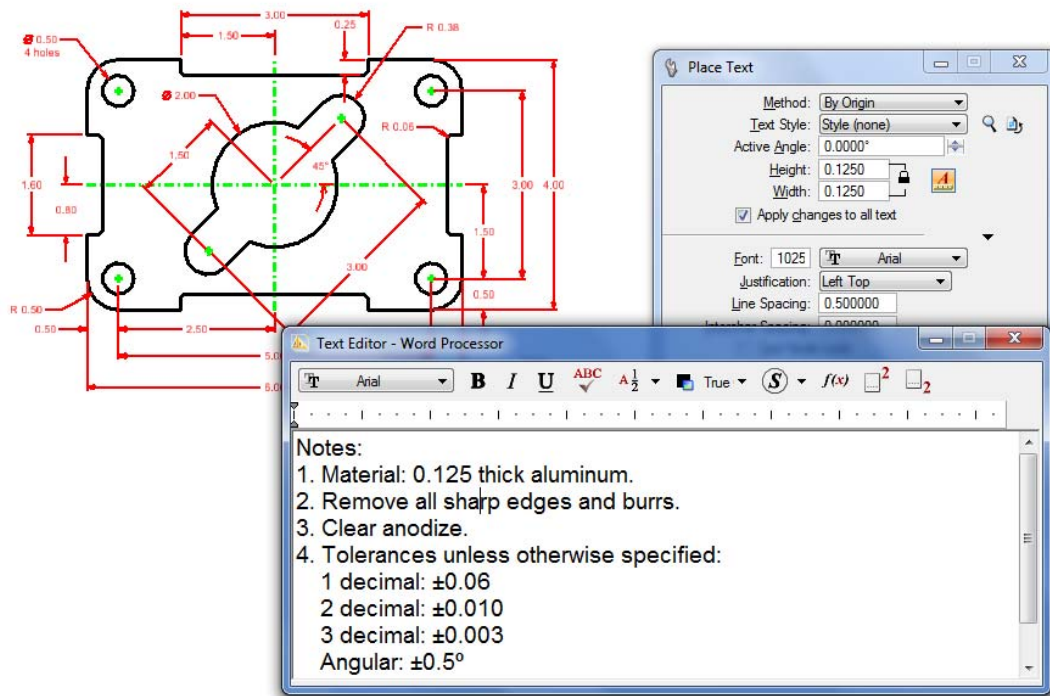 3.00
1.50
0.25
R 0.38
Ø 0.50
4 holes
Ø 2.00
R 0.06
1.50
45°
1.60
0.80
3.00
4.00
1.50
3.00
0.50
R 0.50
0.50
2.50
5.0
6.0
Place Text
Method: By Origin
Text Style: Style (none)
Active Angle: 0.0000°
Height: 0.1250
Width: 0.1250
A
Apply changes to all text
Font: 1025 Arial
Justification: Left Top
Line Spacing: 0.500000
Text Editor - Word Processor
Arial B I U ABC A 1/2 True S f(x) 2 2
Notes:
1. Material: 0.125 thick aluminum.
2. Remove all sharp edges and burrs.
3. Clear anodize.
4. Tolerances unless otherwise specified:
1 decimal: ±0.06
2 decimal: ±0.010
3 decimal: ±0.003
Angular: ±0.5º